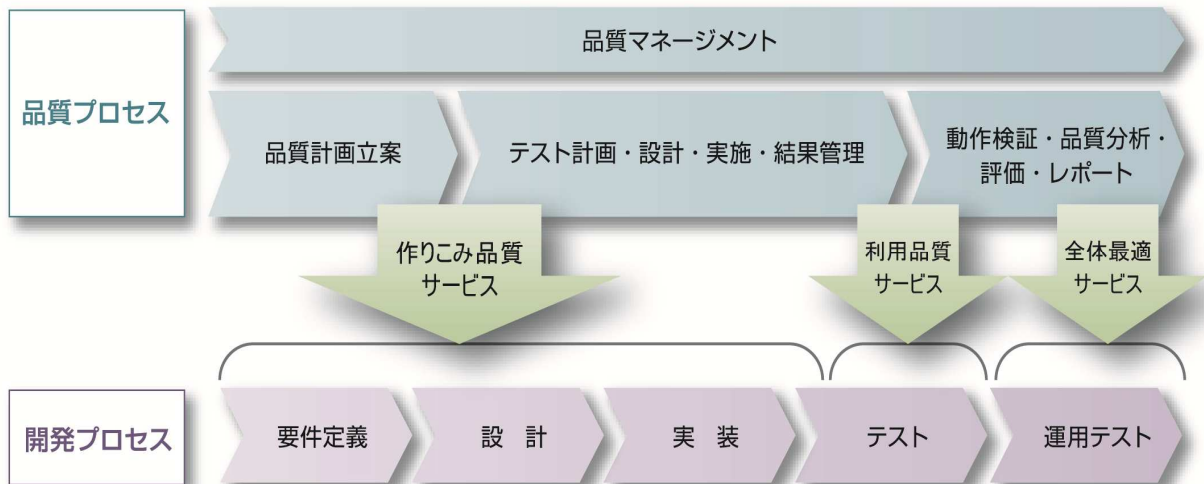 品質マネージメント
品質プロセス
品質計画立案
テスト計画・設計・実施・結果管理
動作検証・品質分析・
評価・レポート
作りこみ品質
サービス
利用品質
サービス
全体最適
サービス
開発プロセス
要件定義
設 計
実 装
テスト
運用テスト